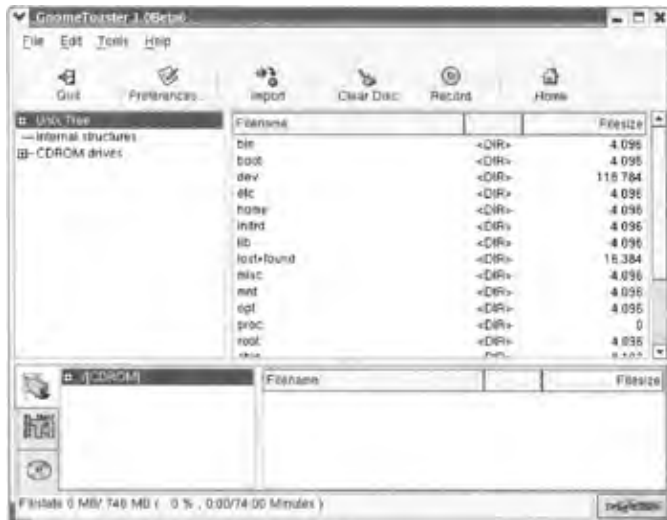 GnomeToaster 1.0Beta6
File Edit Tools Help
Quit Preferences... Import Clear Disc Record Home
Unix Tree
Internal structures
CDROM drives
Filename Filesize
bin <DIR> 4.096
boot <DIR> 4.096
dev <DIR> 118.784
etc <DIR> 4.096
home <DIR> 4.096
initrd <DIR> 4.096
lib <DIR> 4.096
lost+found <DIR> 16.384
misc <DIR> 4.096
mnt <DIR> 4.096
opt <DIR> 4.096
proc <DIR> 0
root <DIR> 4.096
/[CDROM]
Filename Filesize
0 MB/ 746 MB ( 0 % , 0:00/74:00 Minutes )